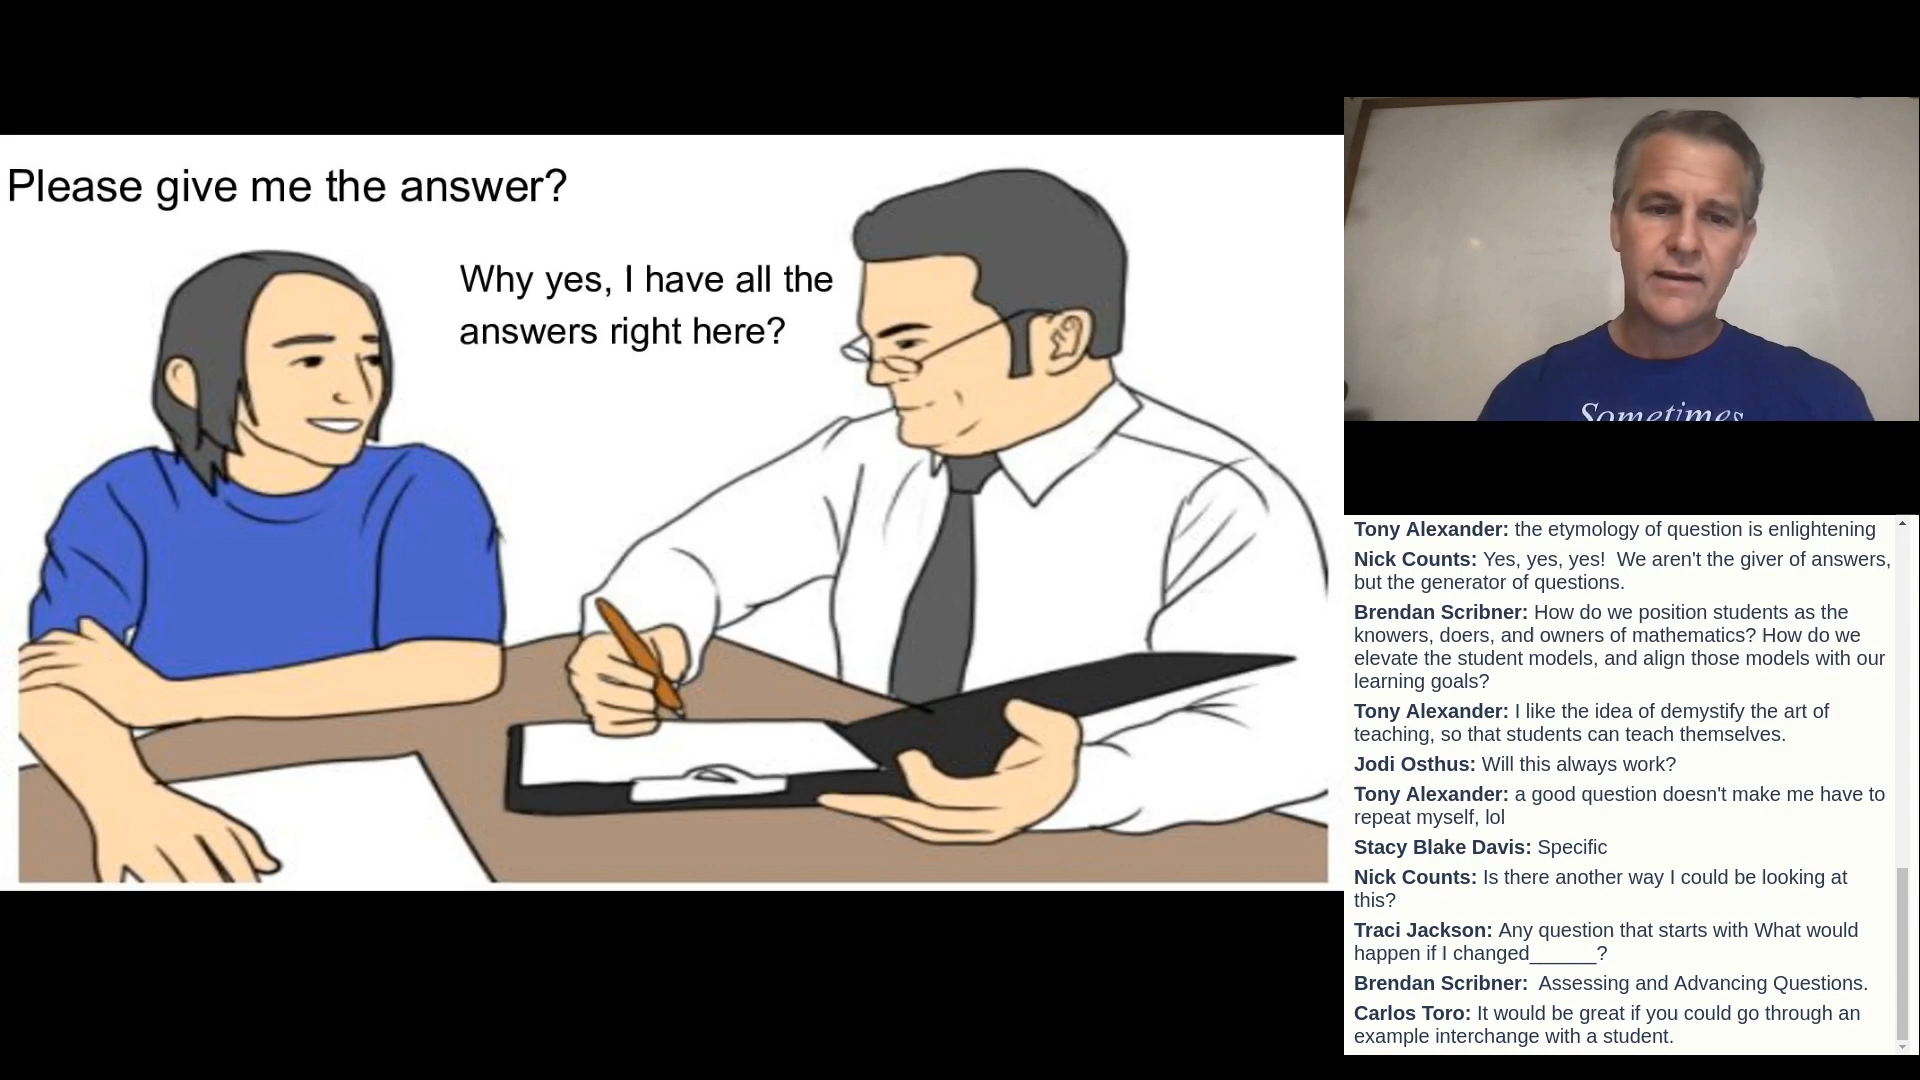 Please give me the answer?
Why yes, I have all the
answers right here?
Sometimes
Tony Alexander: the etymology of question is enlightening
Nick Counts: Yes, yes, yes!  We aren't the giver of answers,
but the generator of questions.
Brendan Scribner: How do we position students as the
knowers, doers, and owners of mathematics? How do we
elevate the student models, and align those models with our
learning goals?
Tony Alexander: I like the idea of demystify the art of
teaching, so that students can teach themselves.
Jodi Osthus: Will this always work?
Tony Alexander: a good question doesn't make me have to
repeat myself, lol
Stacy Blake Davis: Specific
Nick Counts: Is there another way I could be looking at
this?
Traci Jackson: Any question that starts with What would
happen if I changed______?
Brendan Scribner:  Assessing and Advancing Questions.
Carlos Toro: It would be great if you could go through an
example interchange with a student.